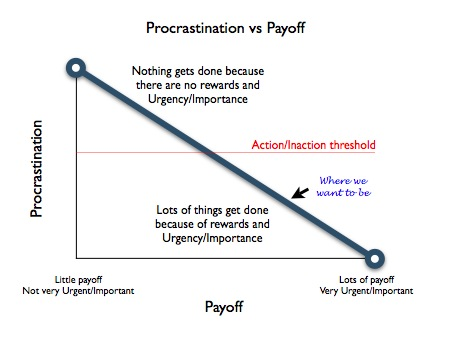 Procrastination vs Payoff
Nothing gets done because
there are no rewards and
Urgency/Importance
Procrastination
Action/Inaction threshold
Where we
want to be
Lots of things get done
because of rewards and
Urgency/Importance
Little payoff
Not very Urgent/Important
Lots of payoff
Very Urgent/Important
Payoff